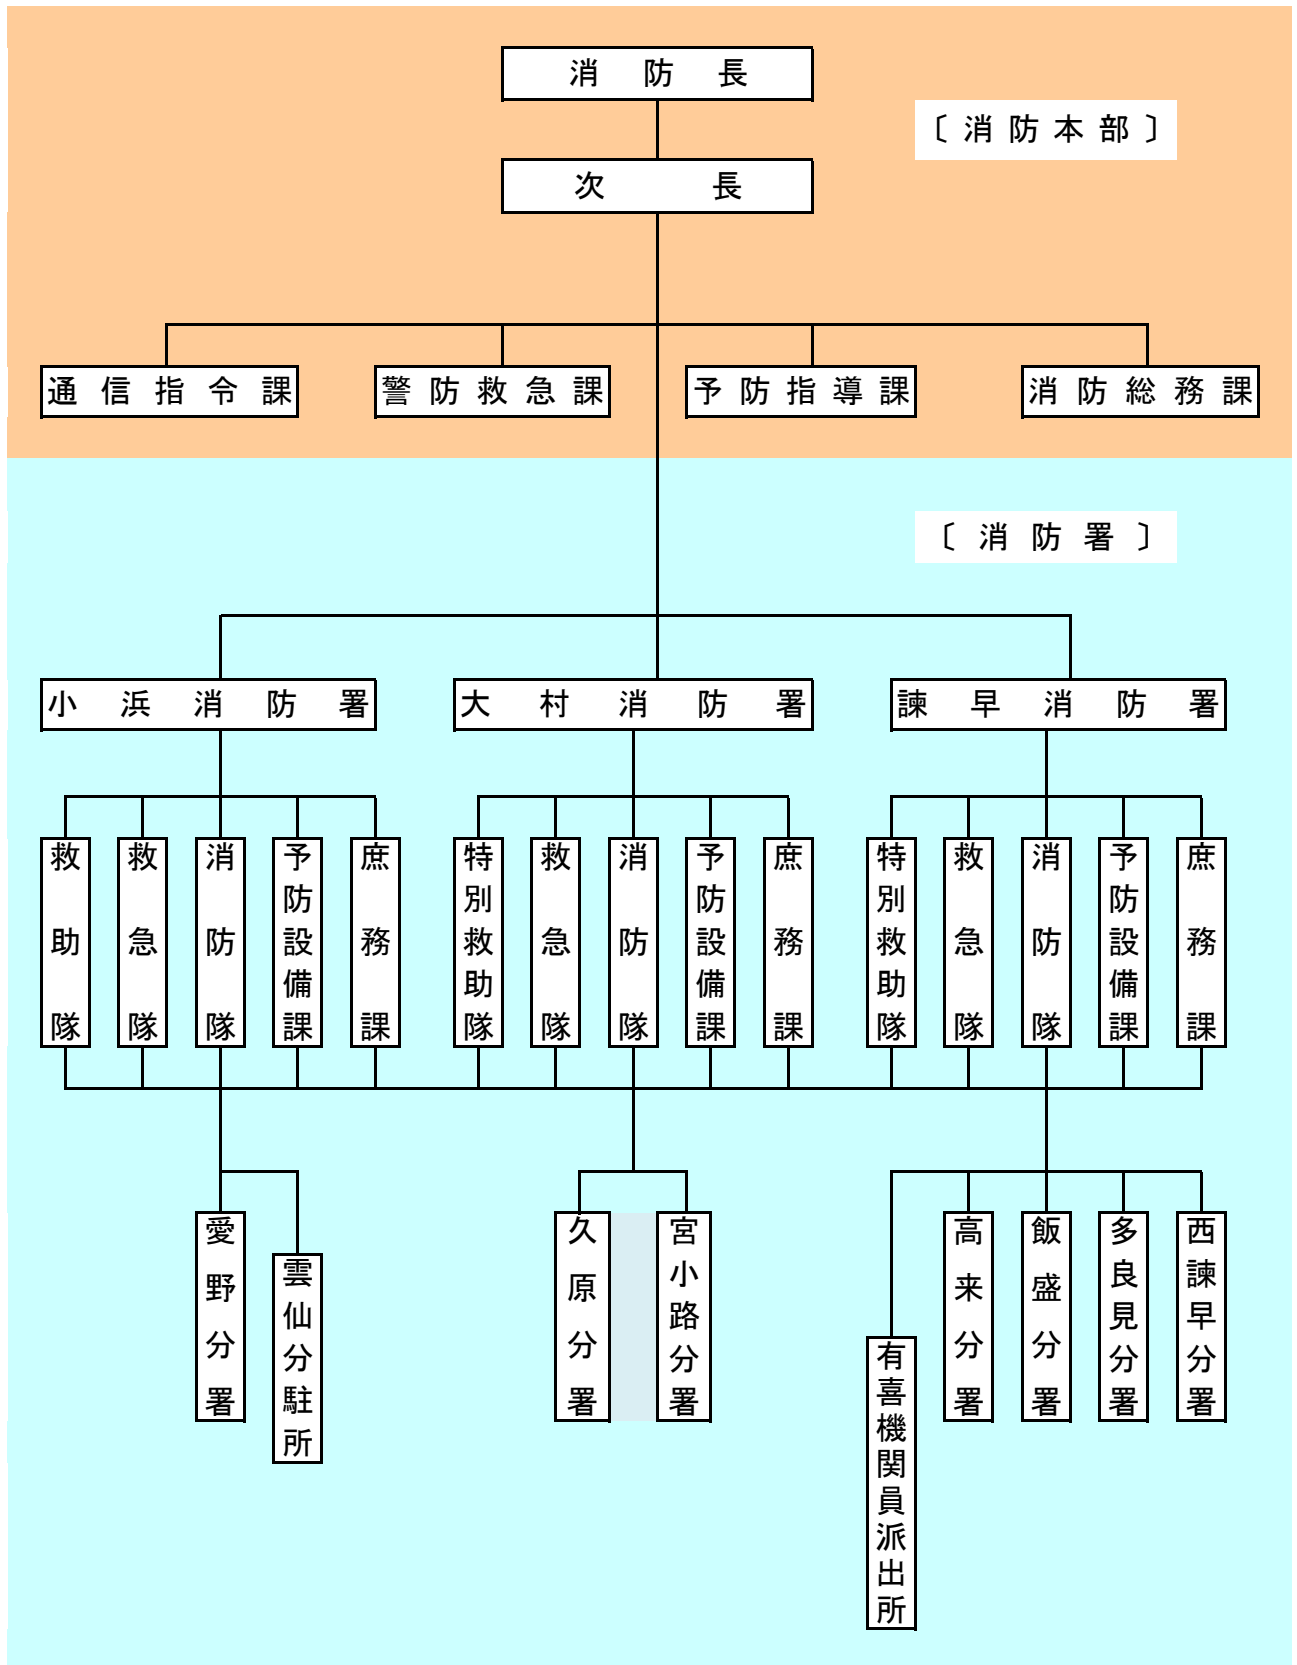 消防長
〔消防本部〕
次長
通信指令課
警防救急課
予防指導課
消防総務課
〔消防署〕
小浜消防署
大村消防署
諫早消防署
救助隊
救急隊
消防隊
予防設備課
庶務課
特別救助隊
救急隊
消防隊
予防設備課
庶務課
特別救助隊
救急隊
消防隊
予防設備課
庶務課
愛野分署
雲仙分駐所
久原分署
宮小路分署
有喜機関員派出所
高来分署
飯盛分署
多良見分署
西諫早分署